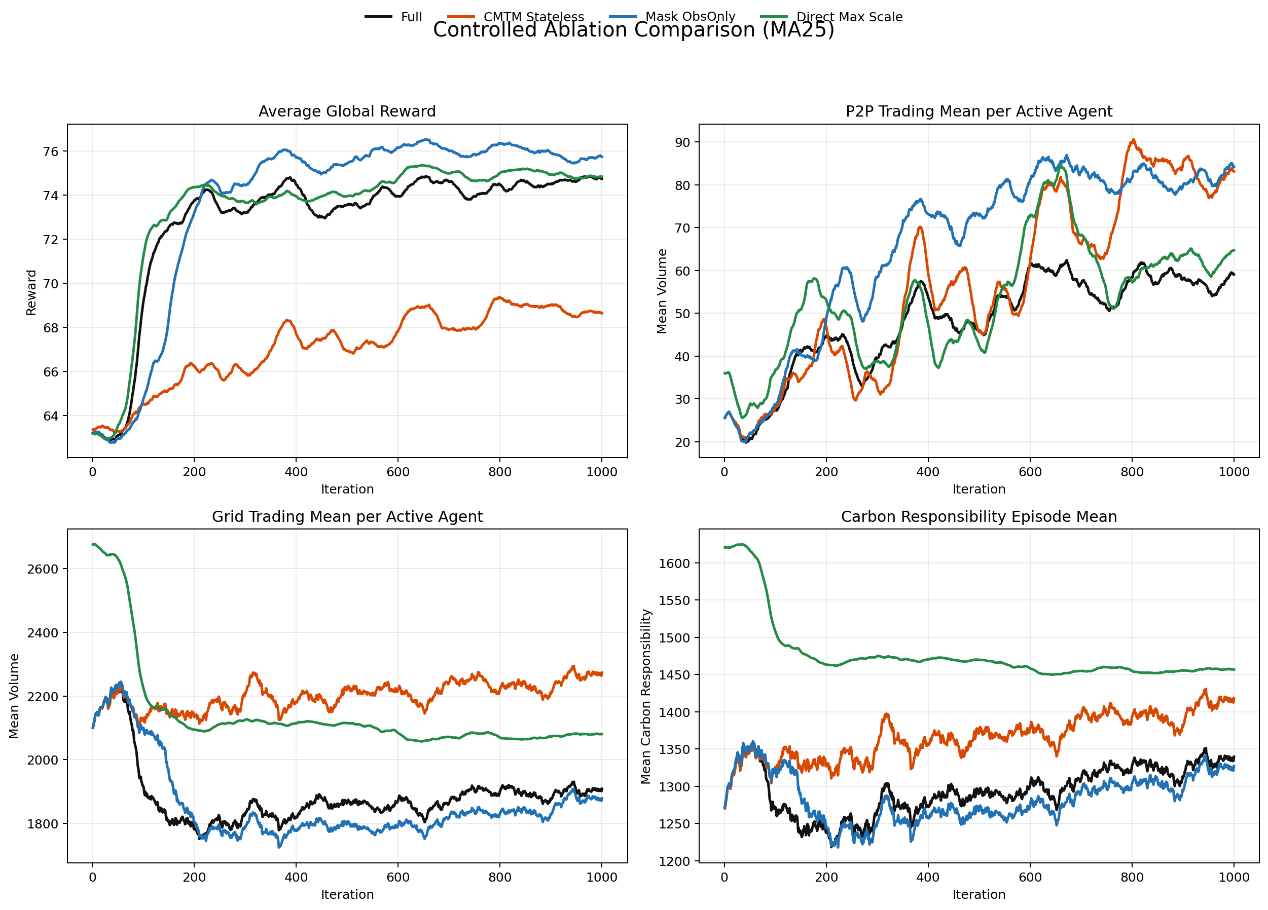 Full CMTM Stateless Mask ObsOnly Direct Max Scale
Controlled Ablation Comparison (MA25)
Average Global Reward
Reward
76
74
72
70
68
66
64
0 200 400 600 800 1000
Iteration
P2P Trading Mean per Active Agent
Mean Volume
90
80
70
60
50
40
30
20
0 200 400 600 800 1000
Iteration
Grid Trading Mean per Active Agent
Mean Volume
2600
2400
2200
2000
1800
0 200 400 600 800 1000
Iteration
Carbon Responsibility Episode Mean
Mean Carbon Responsibility
1600
1550
1500
1450
1400
1350
1300
1250
1200
0 200 400 600 800 1000
Iteration